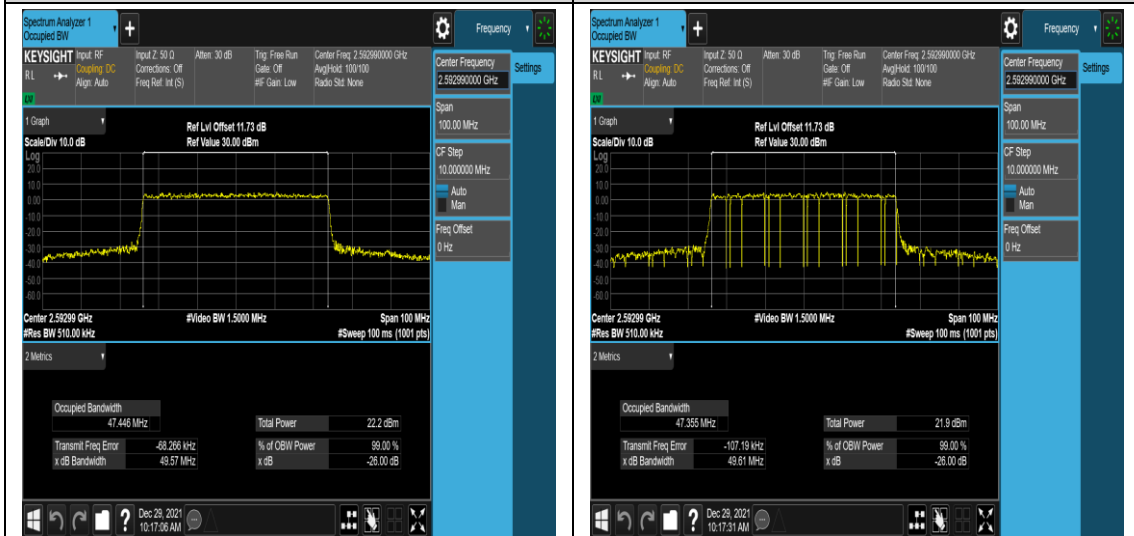 Spectrum Analyzer 1
Occupied BW
+
Frequency
KEYSIGHT Input: RF Input Z: 50 Ω Atten: 30 dB Trig: Free Run Center Freq: 2.592990000 GHz
Coupling: DC Corrections: Off Gate: Off Avg|Hold: 100/100
RL Align: Auto Freq Ref: Int (S) #IF Gain: Low Radio Std: None
Center Frequency
2.592990000 GHz
Settings
Span
100.00 MHz
CF Step
10.000000 MHz
Auto
Man
Freq Offset
0 Hz
1 Graph
Ref Lvl Offset 11.73 dB
Scale/Div 10.0 dB Ref Value 30.00 dBm
Log
20.0
10.0
0.00
-10.0
-20.0
-30.0
-40.0
-50.0
-60.0
Center 2.59299 GHz #Video BW 1.5000 MHz Span 100 MHz
#Res BW 510.00 kHz #Sweep 100 ms (1001 pts)
2 Metrics
Occupied Bandwidth
47.446 MHz Total Power 22.2 dBm
Transmit Freq Error -68.266 kHz % of OBW Power 99.00 %
x dB Bandwidth 49.57 MHz x dB -26.00 dB
? Dec 29, 2021
10:17:06 AM
Spectrum Analyzer 1
Occupied BW
+
Frequency
KEYSIGHT Input: RF Input Z: 50 Ω Atten: 30 dB Trig: Free Run Center Freq: 2.592990000 GHz
Coupling: DC Corrections: Off Gate: Off Avg|Hold: 100/100
RL Align: Auto Freq Ref: Int (S) #IF Gain: Low Radio Std: None
Center Frequency
2.592990000 GHz
Settings
Span
100.00 MHz
CF Step
10.000000 MHz
Auto
Man
Freq Offset
0 Hz
1 Graph
Ref Lvl Offset 11.73 dB
Scale/Div 10.0 dB Ref Value 30.00 dBm
Log
20.0
10.0
0.00
-10.0
-20.0
-30.0
-40.0
-50.0
-60.0
Center 2.59299 GHz #Video BW 1.5000 MHz Span 100 MHz
#Res BW 510.00 kHz #Sweep 100 ms (1001 pts)
2 Metrics
Occupied Bandwidth
47.355 MHz Total Power 21.9 dBm
Transmit Freq Error -107.19 kHz % of OBW Power 99.00 %
x dB Bandwidth 49.61 MHz x dB -26.00 dB
? Dec 29, 2021
10:17:31 AM